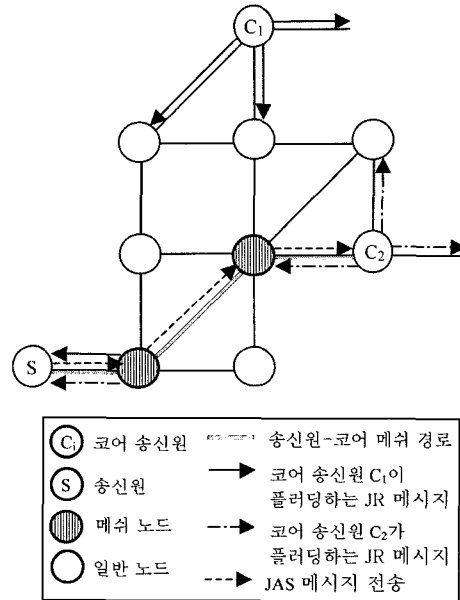 C₁
C₂
S
Cᵢ 코어 송신원
S 송신원
메쉬 노드
일반 노드
송신원-코어 메쉬 경로
코어 송신원 C₁이
플러딩하는 JR 메시지
코어 송신원 C₂가
플러딩하는 JR 메시지
JAS 메시지 전송